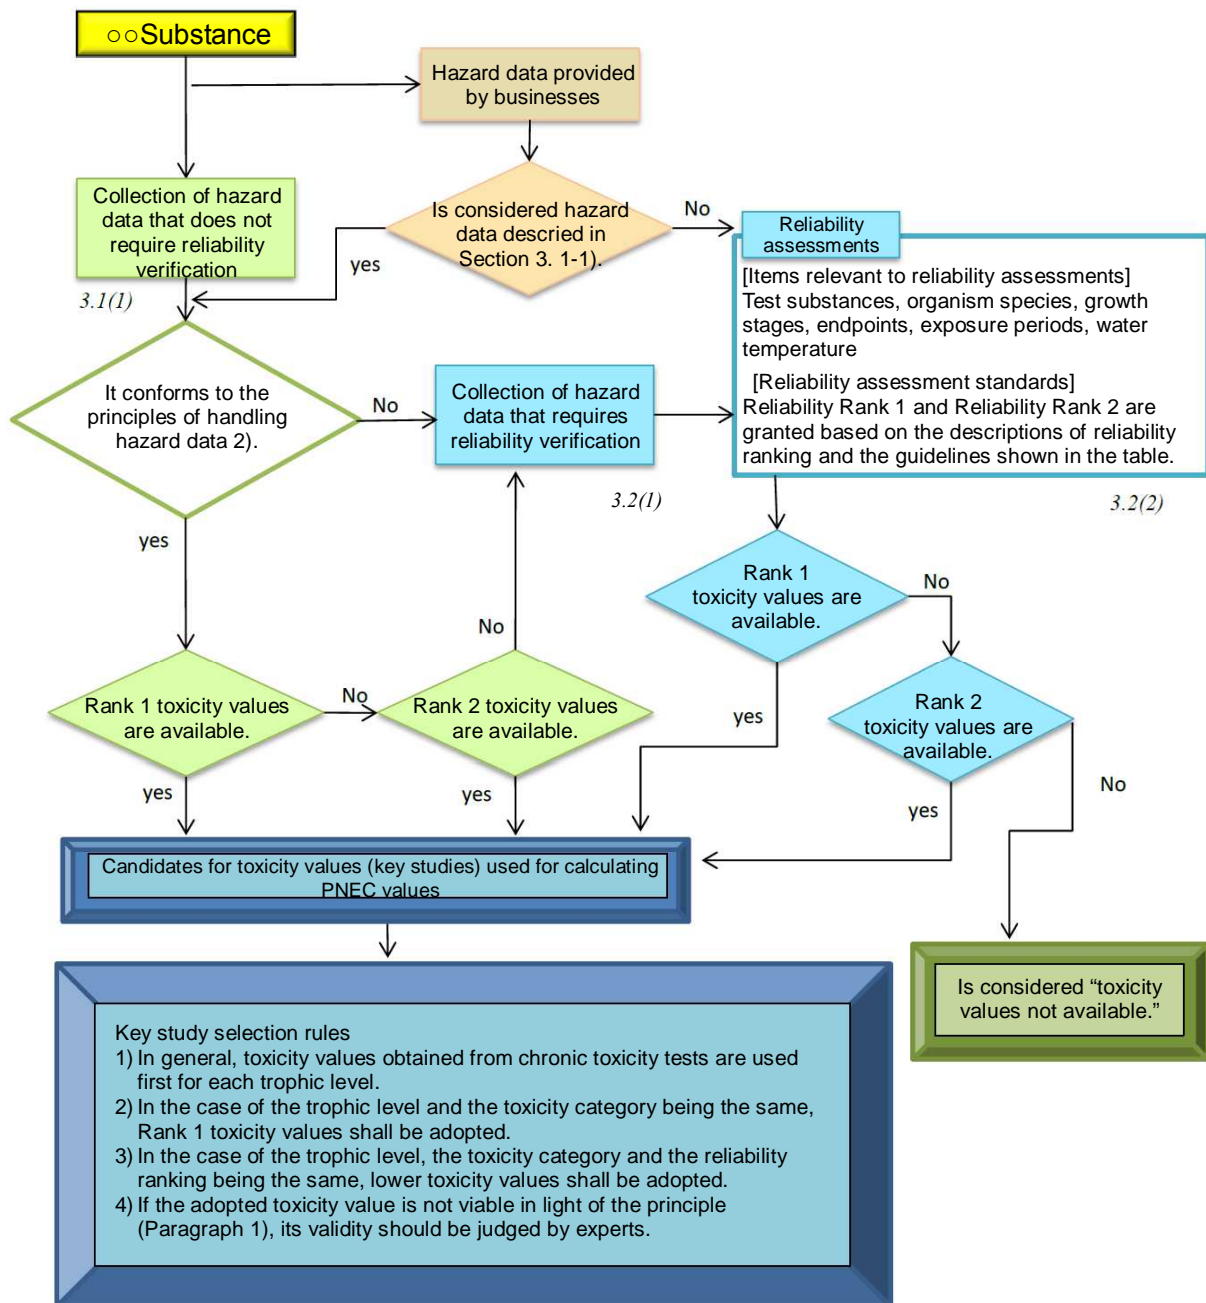 ○○Substance
Hazard data provided
by businesses
Collection of hazard
data that does not
require reliability
verification
3.1(1)
Is considered hazard
data descried in
Section 3. 1-1).
No
yes
Reliability
assessments
[Items relevant to reliability assessments]
Test substances, organism species, growth
stages, endpoints, exposure periods, water
temperature
[Reliability assessment standards]
Reliability Rank 1 and Reliability Rank 2 are
granted based on the descriptions of reliability
ranking and the guidelines shown in the table.
3.2(2)
It conforms to the
principles of handling
hazard data 2).
No
yes
Collection of hazard
data that requires
reliability verification
3.2(1)
No
Rank 1
toxicity values are
available.
No
yes
Rank 1 toxicity values
are available.
No
yes
Rank 2 toxicity values
are available.
yes
Rank 2
toxicity values are
available.
yes
No
Candidates for toxicity values (key studies) used for calculating
PNEC values
Is considered “toxicity
values not available.”
Key study selection rules
1) In general, toxicity values obtained from chronic toxicity tests are used
first for each trophic level.
2) In the case of the trophic level and the toxicity category being the same,
Rank 1 toxicity values shall be adopted.
3) In the case of the trophic level, the toxicity category and the reliability
ranking being the same, lower toxicity values shall be adopted.
4) If the adopted toxicity value is not viable in light of the principle
(Paragraph 1), its validity should be judged by experts.